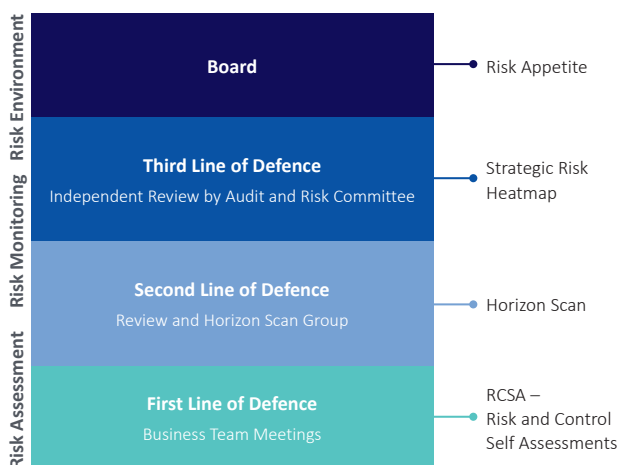 Risk Environment
Risk Monitoring
Risk Assessment
Board
Risk Appetite
Third Line of Defence
Independent Review by Audit and Risk Committee
Strategic Risk
Heatmap
Second Line of Defence
Review and Horizon Scan Group
Horizon Scan
First Line of Defence
Business Team Meetings
RCSA –
Risk and Control
Self Assessments